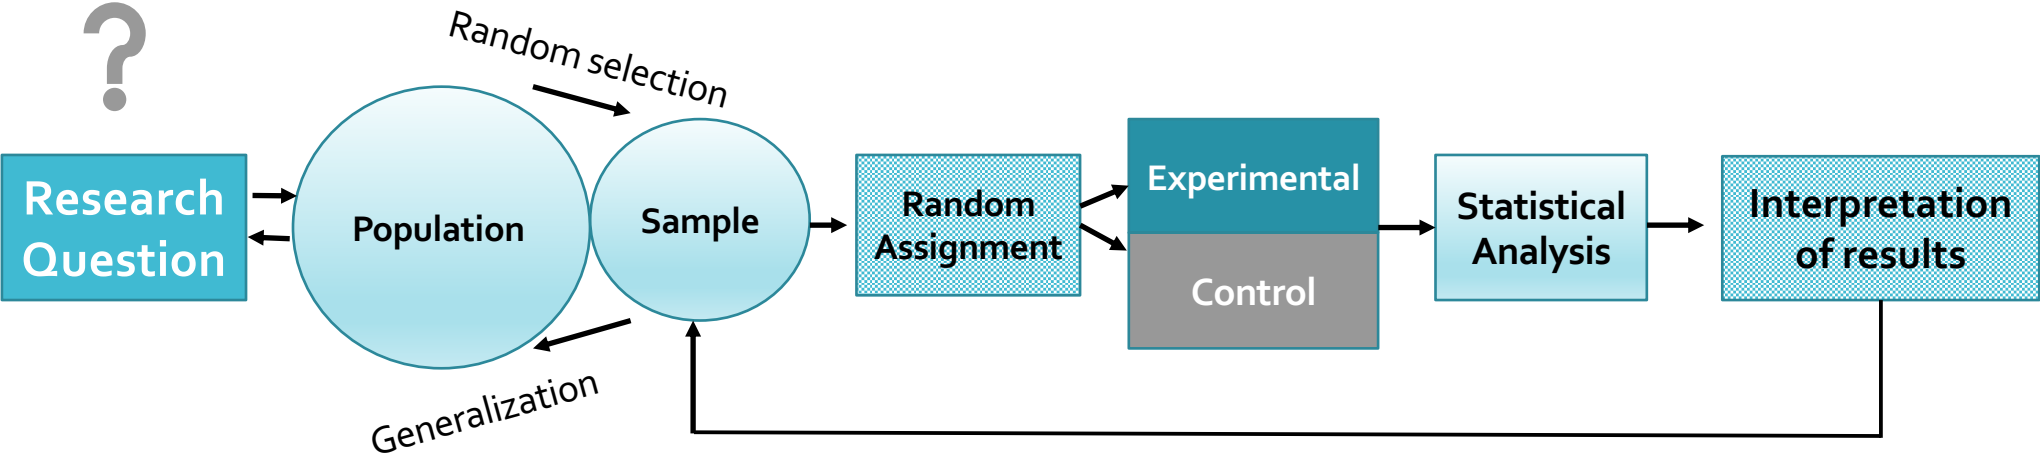 ?
Random selection
Research
Question
Population
Sample
Generalization
Random
Assignment
Experimental
Control
Statistical
Analysis
Interpretation
of results